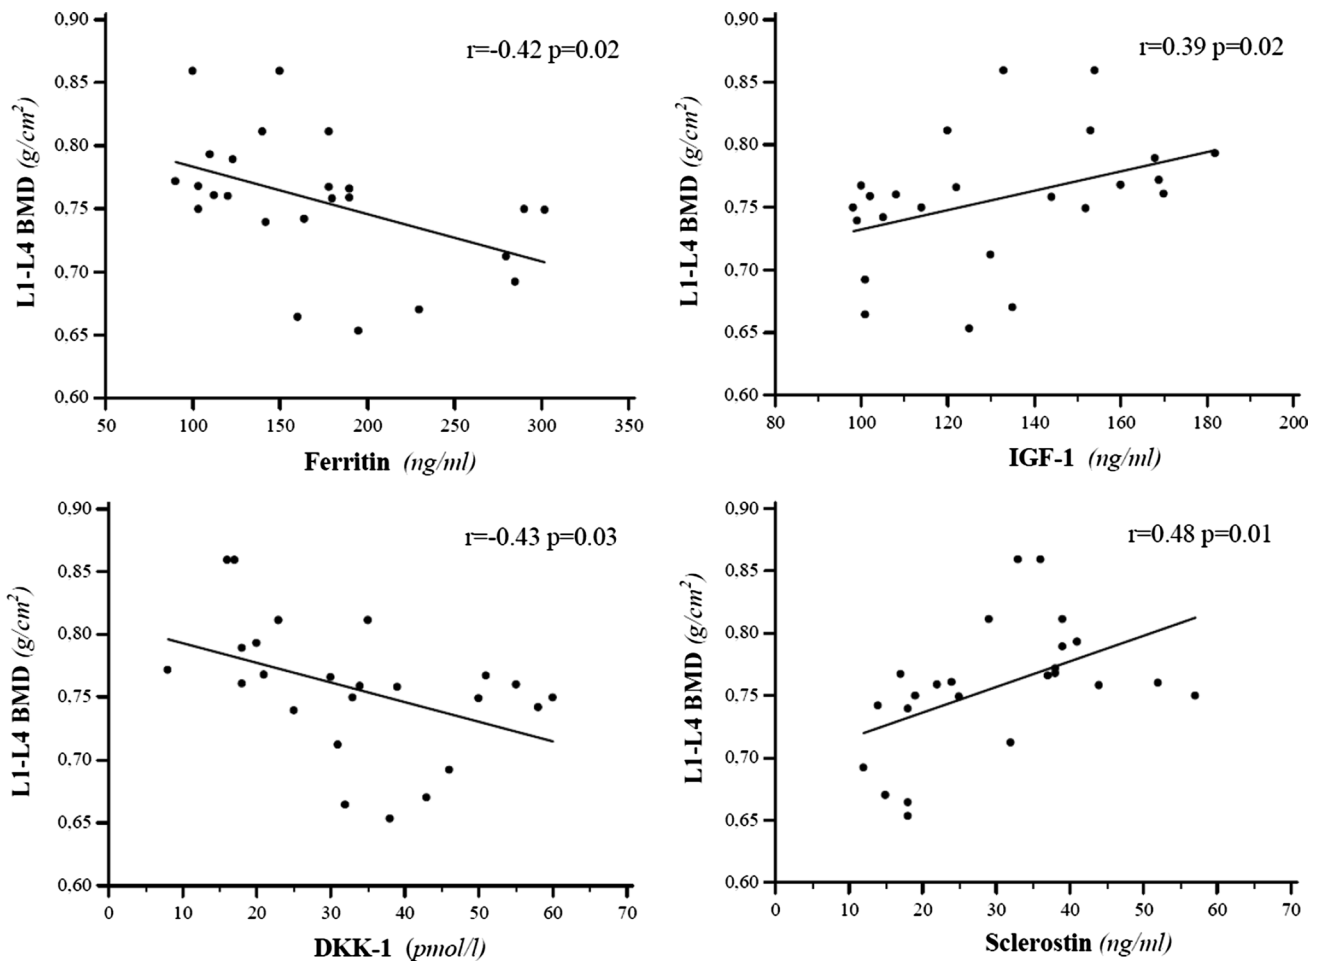 0.90
0.85
0.80
0.75
0.70
0.65
0.60
L1-L4 BMD (g/cm²)
r=-0.42 p=0.02
50 100 150 200 250 300 350
Ferritin (ng/ml)
0.90
0.85
0.80
0.75
0.70
0.65
0.60
L1-L4 BMD (g/cm²)
r=0.39 p=0.02
80 100 120 140 160 180 200
IGF-1 (ng/ml)
0.90
0.85
0.80
0.75
0.70
0.65
0.60
L1-L4 BMD (g/cm²)
r=-0.43 p=0.03
0 10 20 30 40 50 60 70
DKK-1 (pmol/l)
0.90
0.85
0.80
0.75
0.70
0.65
0.60
L1-L4 BMD (g/cm²)
r=0.48 p=0.01
0 10 20 30 40 50 60 70
Sclerostin (ng/ml)